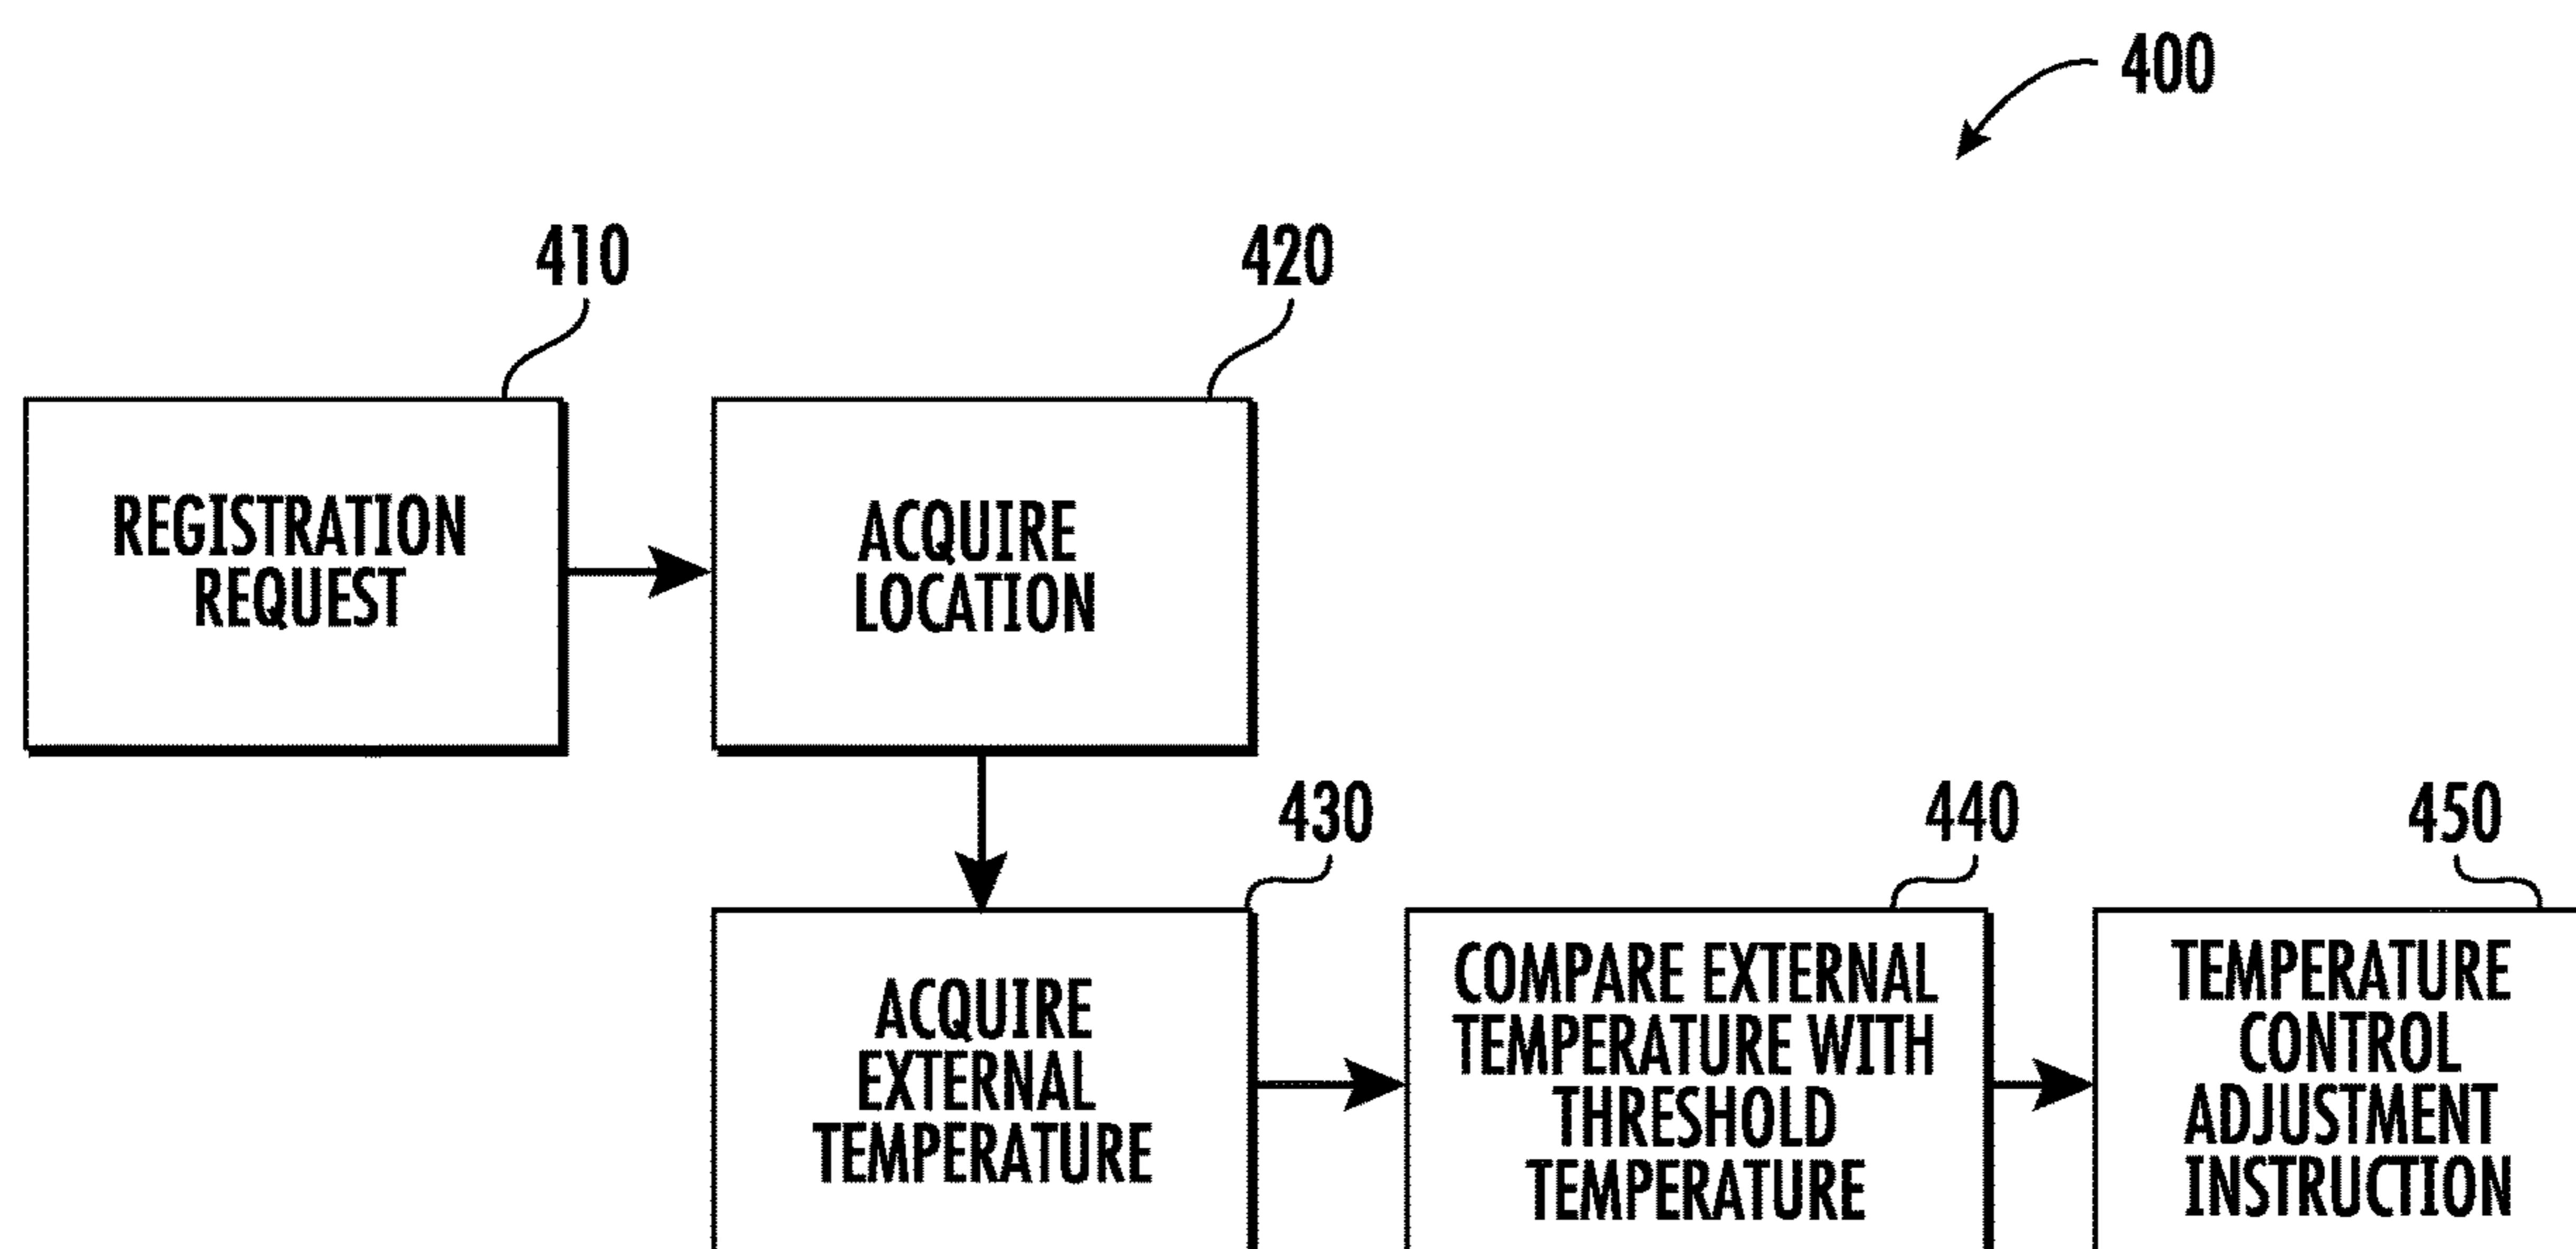 400
410
420
REGISTRATION
REQUEST
ACQUIRE
LOCATION
430
440
450
ACQUIRE
EXTERNAL
TEMPERATURE
COMPARE EXTERNAL
TEMPERATURE WITH
THRESHOLD
TEMPERATURE
TEMPERATURE
CONTROL
ADJUSTMENT
INSTRUCTION